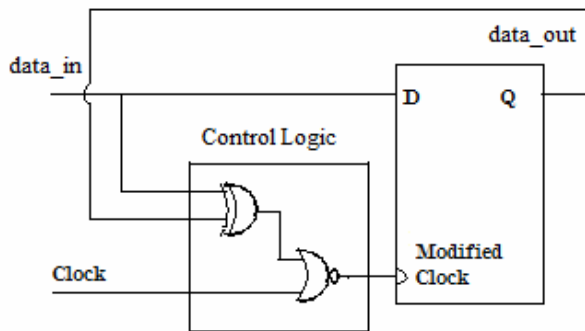 data_out
data_in
D Q
Control Logic
Modified
Clock
Clock